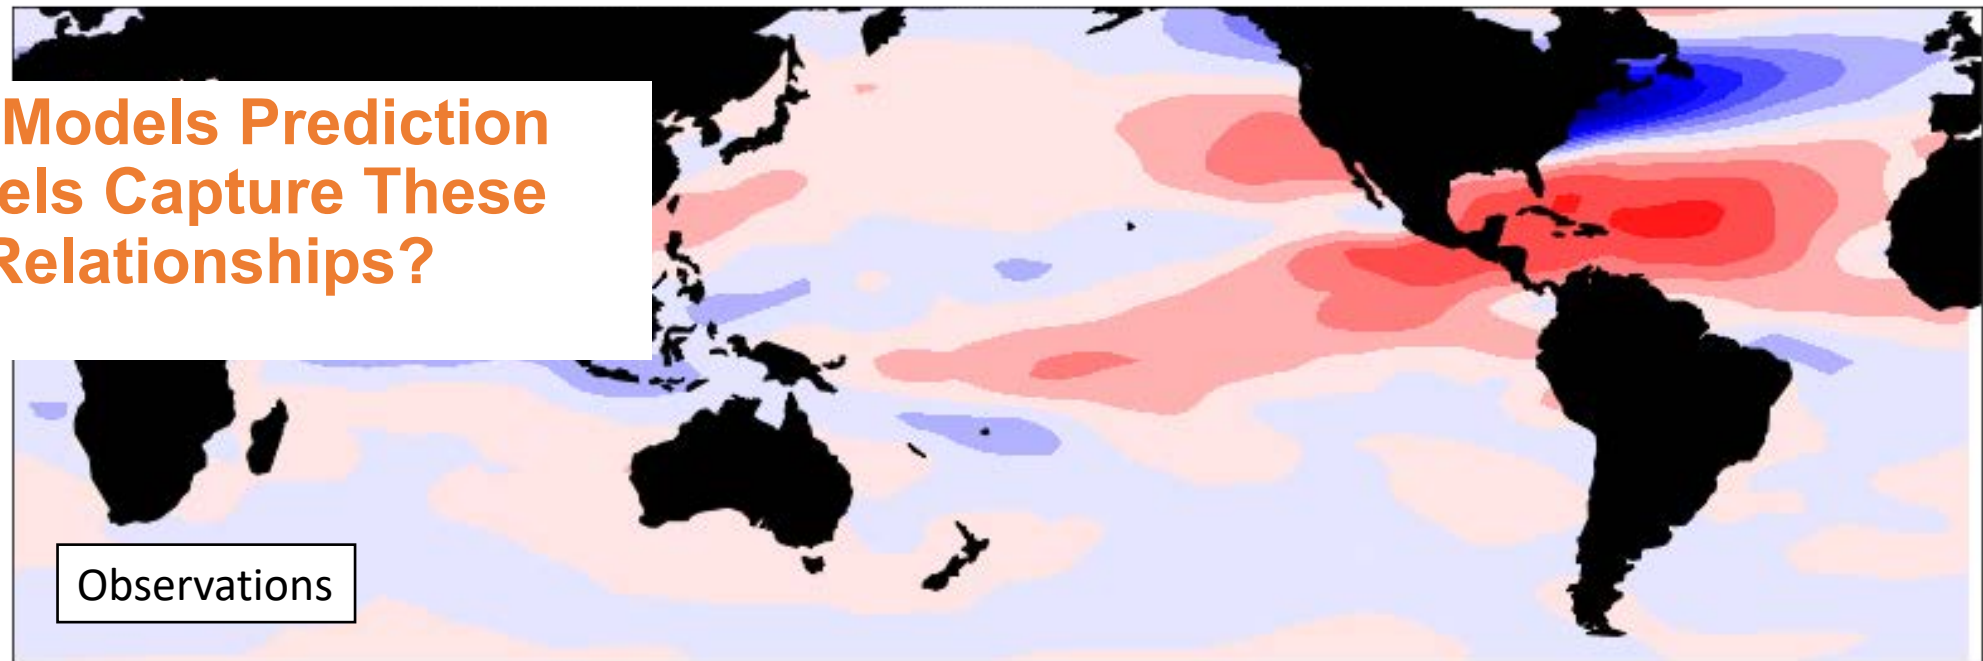 Models Prediction
els Capture These
Relationships?
Observations